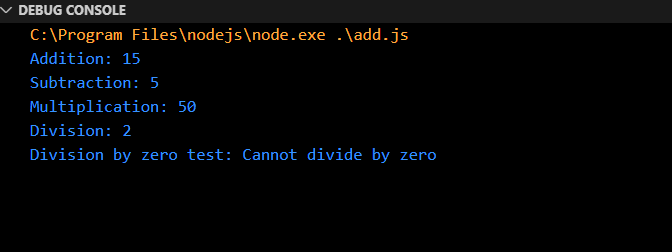 DEBUG CONSOLE
C:\Program Files\nodejs\node.exe .\add.js
Addition: 15
Subtraction: 5
Multiplication: 50
Division: 2
Division by zero test: Cannot divide by zero